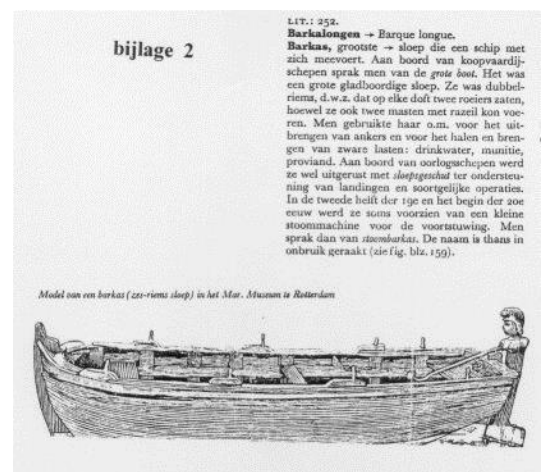 bijlage 2
LIT.: 252.
Barkalongen → Barque longue.
Barkas, grootste → sloep die een schip met
zich meevoert. Aan boord van koopvaardij-
schepen sprak men van de grote boot. Het was
een grote gladboordige sloep. Ze was dubbel-
riems, d.w.z. dat op elke doft twee roeiers zaten,
hoewel ze ook twee masten met razeil kon voe-
ren. Men gebruikte haar o.m. voor het uit-
brengen van ankers en voor het halen en bren-
gen van zware lasten: drinkwater, munitie,
proviand. Aan boord van oorlogsschepen werd
ze wel uitgerust met sloepsgeschut ter ondersteu-
ning van landingen en soortgelijke operaties.
In de tweede helft der 19e en het begin der 20e
eeuw werd ze soms voorzien van een kleine
stoommachine voor de voortstuwing. Men
sprak dan van stoombarkas. De naam is thans in
onbruik geraakt (zie fig. blz. 159).
Model van een barkas (zes-riems sloep) in het Mar. Museum te Rotterdam